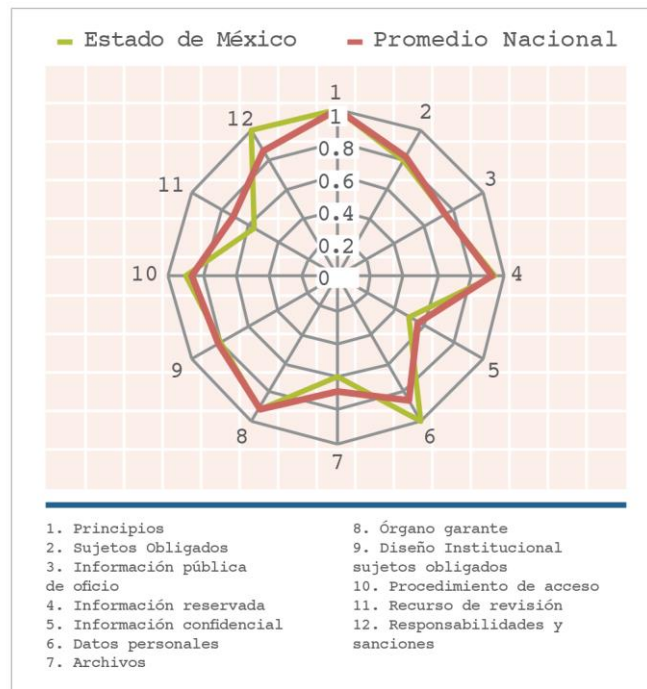 Estado de México
Promedio Nacional
1
2
3
4
5
6
7
8
9
10
11
12
1
0.8
0.6
0.4
0.2
0
1. Principios
2. Sujetos Obligados
3. Información pública
de oficio
4. Información reservada
5. Información confidencial
6. Datos personales
7. Archivos
8. Órgano garante
9. Diseño Institucional
sujetos obligados
10. Procedimiento de acceso
11. Recurso de revisión
12. Responsabilidades y
sanciones